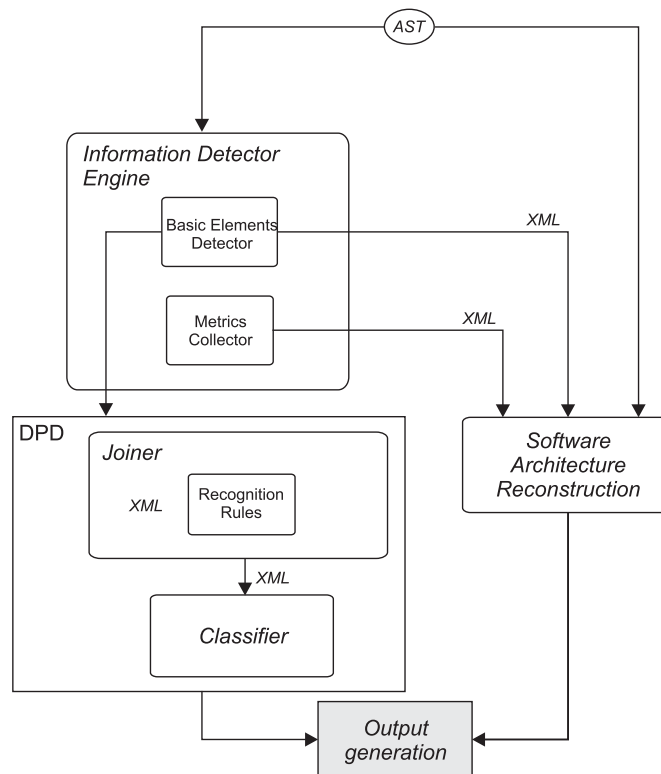 AST
Information Detector
Engine
Basic Elements
Detector
XML
Metrics
Collector
XML
DPD
Joiner
XML
Recognition
Rules
Software
Architecture
Reconstruction
XML
Classifier
Output
generation